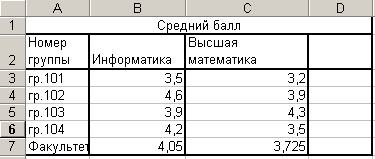 A B C D
1 Средний балл
Номер Высшая
2 группы Информатика математика
3 гр.101 3,5 3,2
4 гр.102 4,6 3,9
5 гр.103 3,9 4,3
6 гр.104 4,2 3,5
7 Факультет 4,05 3,725